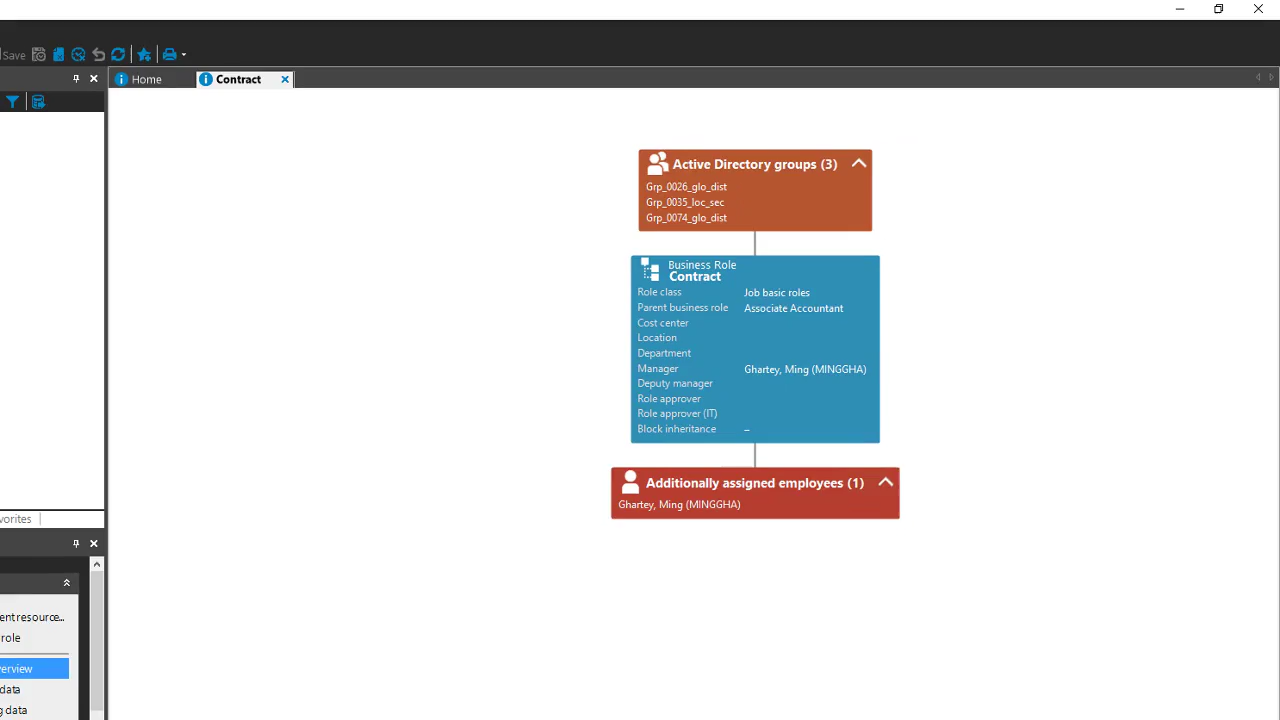 Save
Home
Contract
Active Directory groups (3)
Grp_0026_glo_dist
Grp_0035_loc_sec
Grp_0074_glo_dist
Business Role
Contract
Role class Job basic roles
Parent business role Associate Accountant
Cost center
Location
Department
Manager Ghartey, Ming (MINGGHA)
Deputy manager
Role approver
Role approver (IT)
Block inheritance –
Additionally assigned employees (1)
Ghartey, Ming (MINGGHA)
vorites
ent resource...
role
verview
data
g data